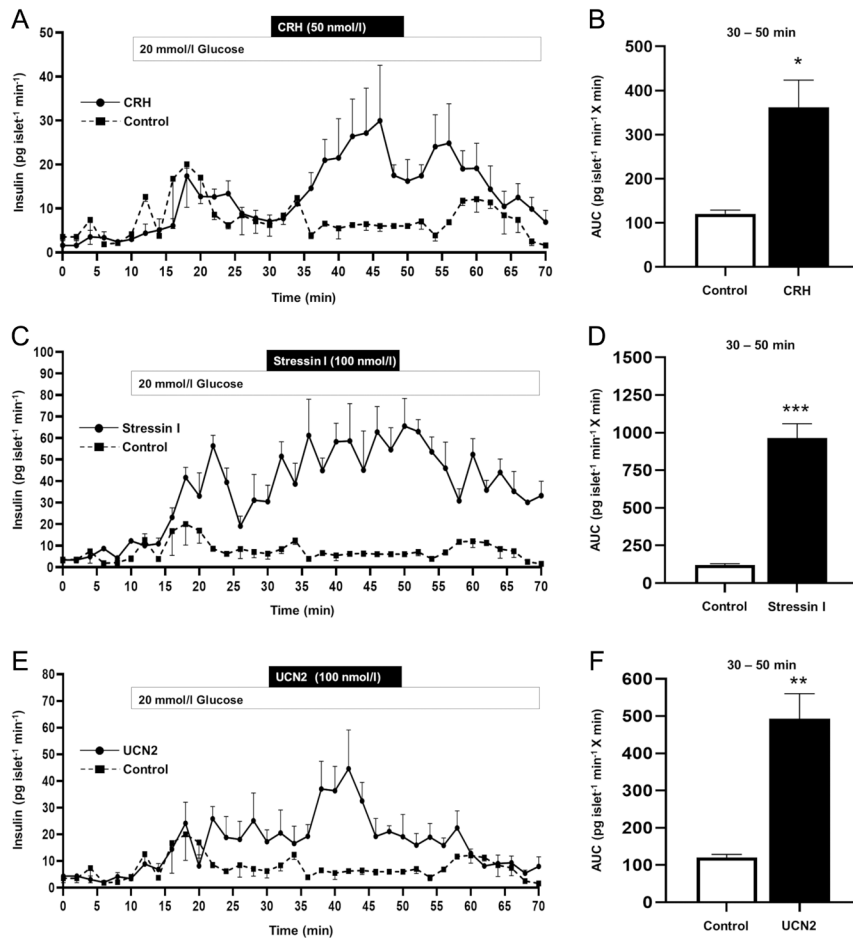 A
CRH (50 nmol/l)
20 mmol/l Glucose
Insulin (pg islet⁻¹ min⁻¹)
50
40
30
20
10
0
CRH
Control
0 5 10 15 20 25 30 35 40 45 50 55 60 65 70
Time (min)
B
30 – 50 min
*
AUC (pg islet⁻¹ min⁻¹ X min)
500
400
300
200
100
0
Control CRH
C
Stressin I (100 nmol/l)
20 mmol/l Glucose
Insulin (pg islet⁻¹ min⁻¹)
100
90
80
70
60
50
40
30
20
10
0
Stressin I
Control
0 5 10 15 20 25 30 35 40 45 50 55 60 65 70
Time (min)
D
30 – 50 min
***
AUC (pg islet⁻¹ min⁻¹ X min)
1500
1250
1000
750
500
250
0
Control Stressin I
E
UCN2 (100 nmol/l)
20 mmol/l Glucose
Insulin (pg islet⁻¹ min⁻¹)
80
70
60
50
40
30
20
10
0
UCN2
Control
0 5 10 15 20 25 30 35 40 45 50 55 60 65 70
Time (min)
F
30 – 50 min
**
AUC (pg islet⁻¹ min⁻¹ X min)
600
500
400
300
200
100
0
Control UCN2